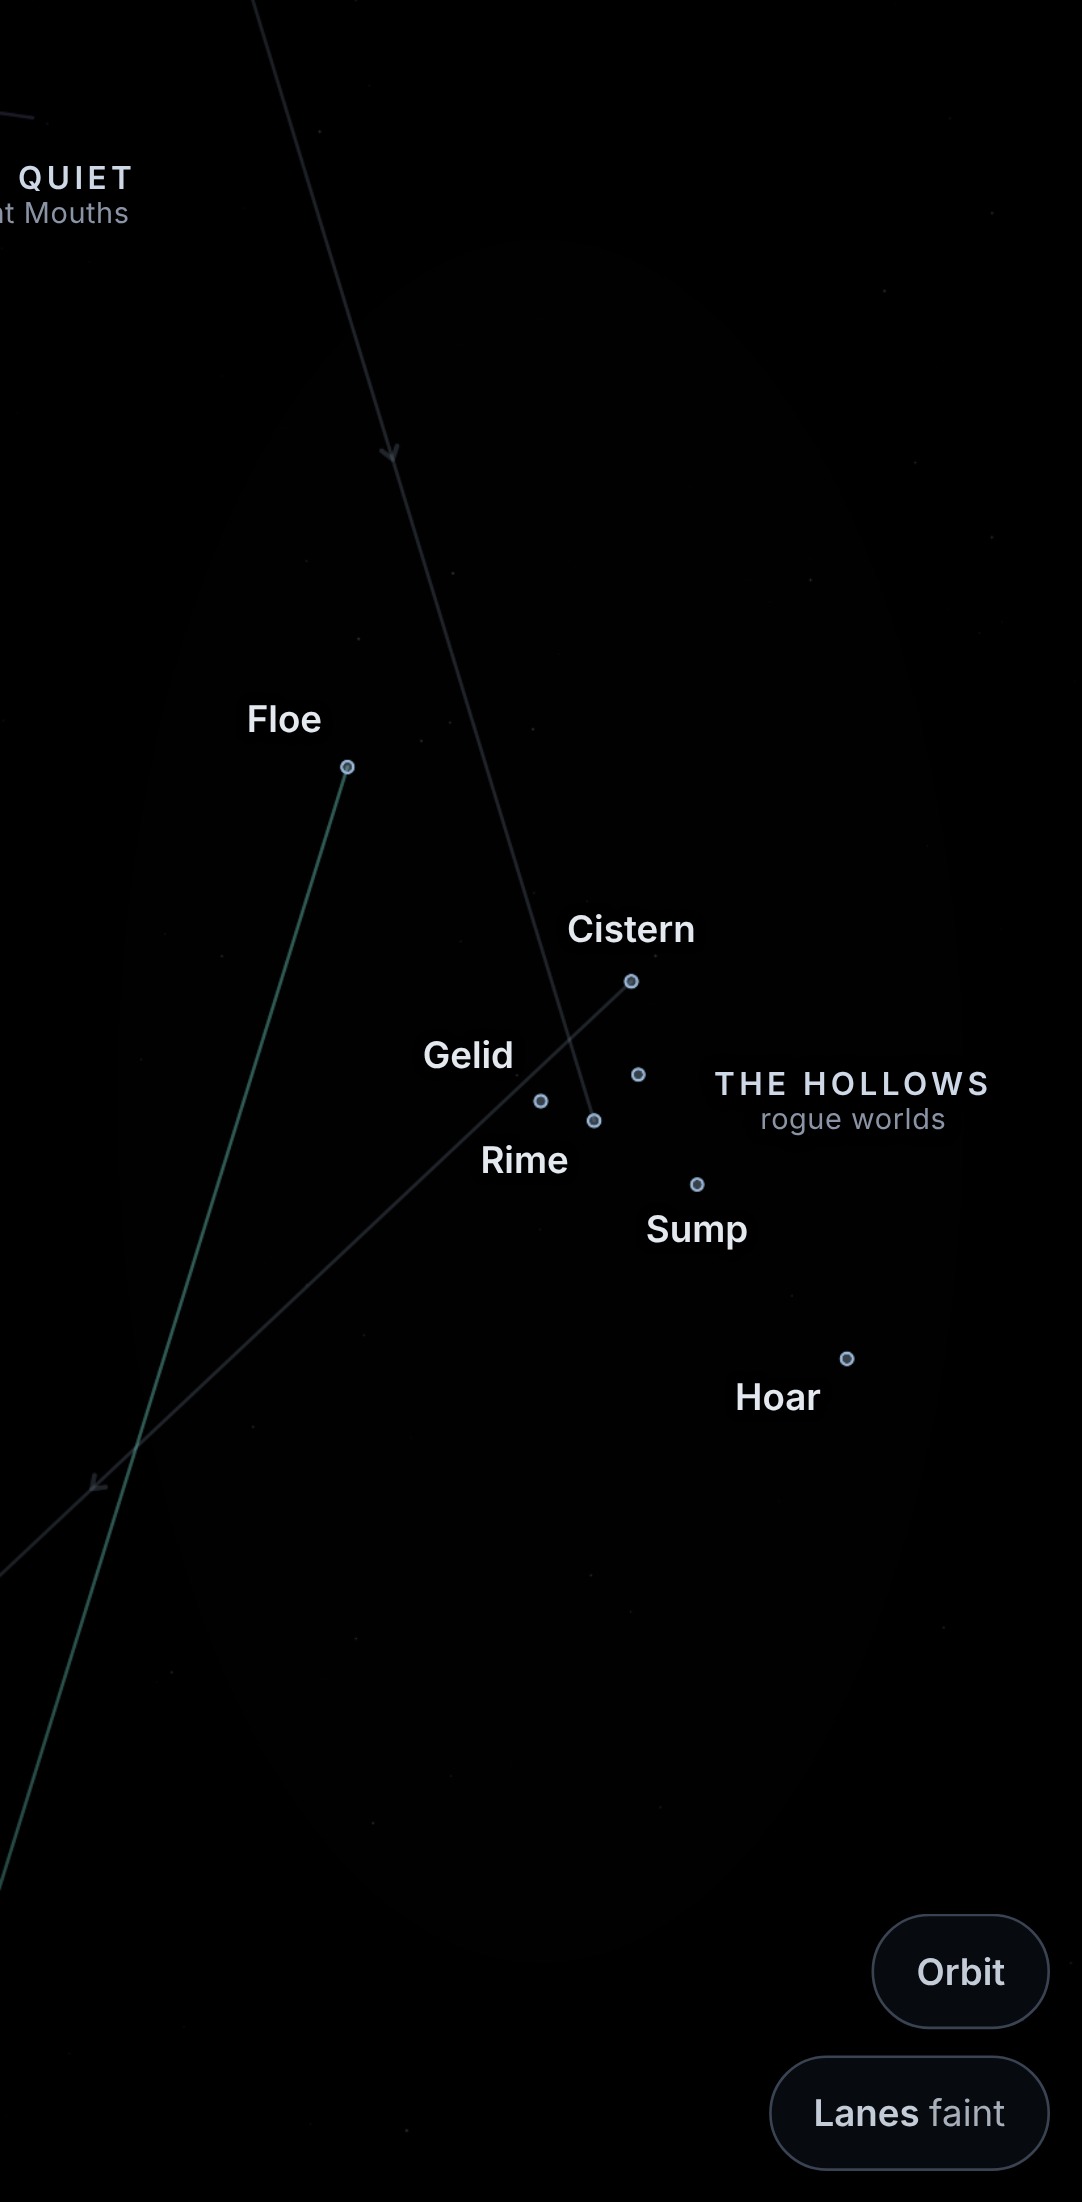 QUIET
Mouths
Floe
Cistern
Gelid
THE HOLLOWS
rogue worlds
Rime
Sump
Hoar
Orbit
Lanes faint